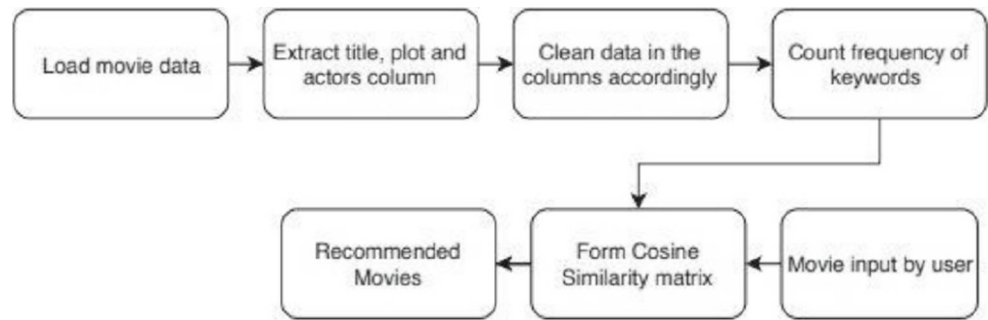 Load movie data
Extract title, plot and
actors column
Clean data in the
columns accordingly
Count frequency of
keywords
Recommended
Movies
Form Cosine
Similarity matrix
Movie input by user